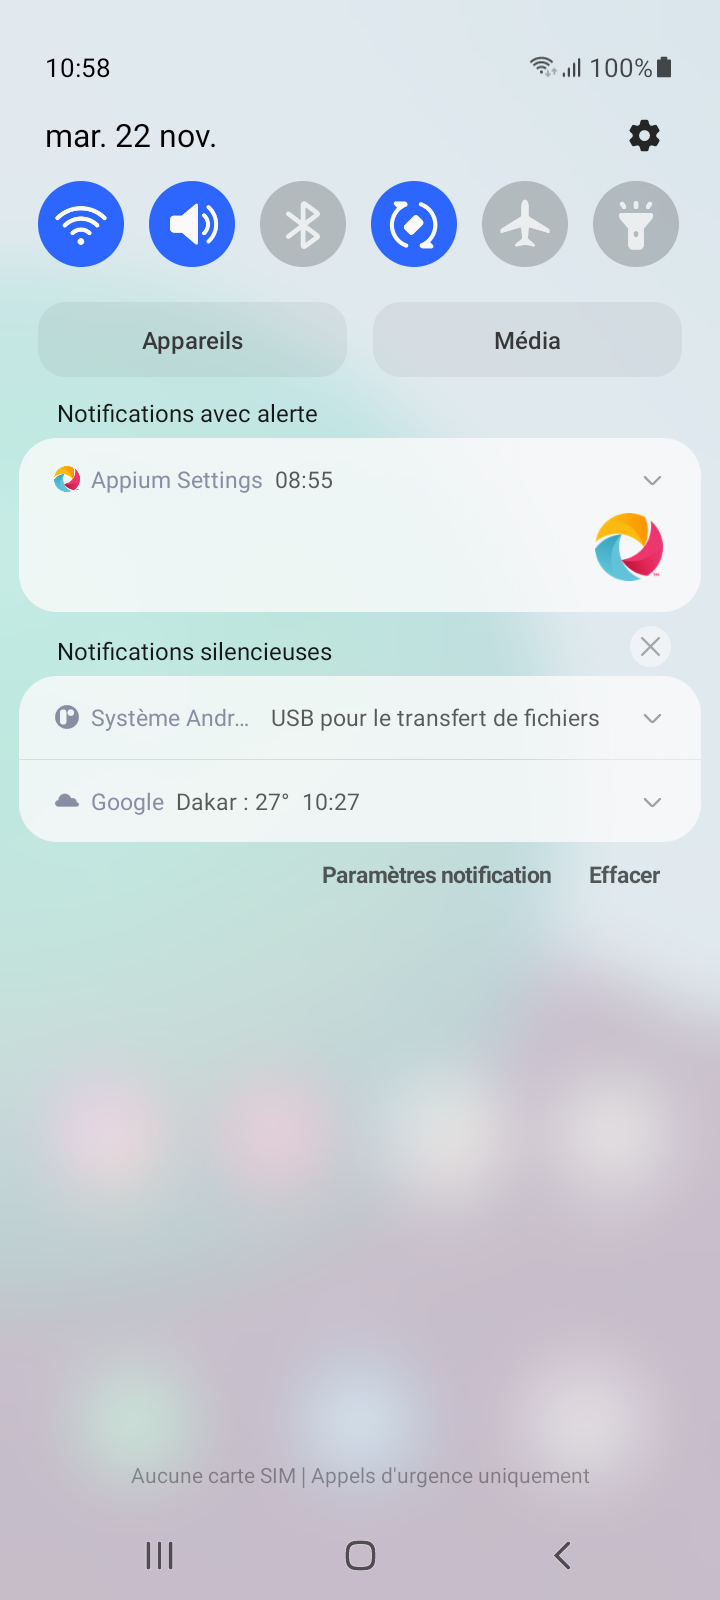 10:58
100%
mar. 22 nov.
Appareils
Média
Notifications avec alerte
Appium Settings 08:55
Notifications silencieuses
Système Andr… USB pour le transfert de fichiers
Google Dakar : 27° 10:27
Paramètres notification Effacer
Aucune carte SIM | Appels d'urgence uniquement